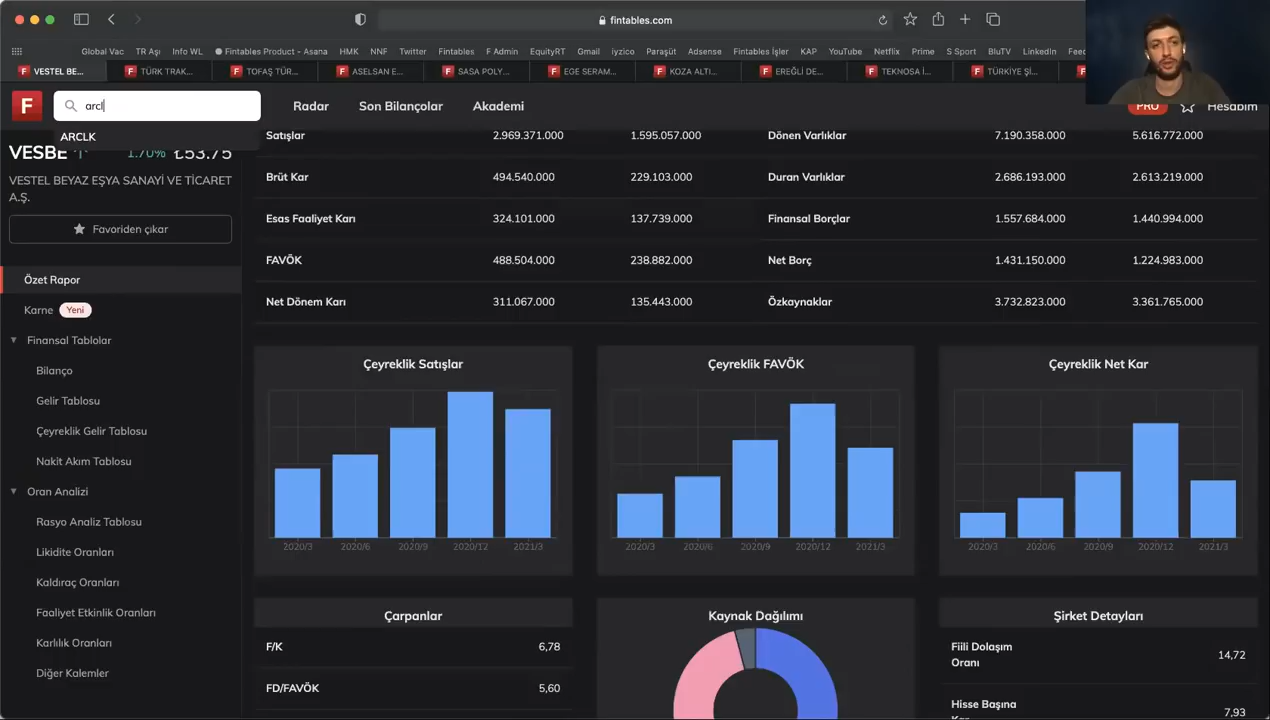 fintables.com
Global Vac TR Aşı Info WL Fintables Product – Asana HMK NNF Twitter Fintables F Admin EquityRT Gmail iyzico Paraşüt Adsense Fintables İşler KAP YouTube Netflix Prime S Sport BluTV LinkedIn Feed
F VESTEL BE... F TÜRK TRAK... F TOFAŞ TÜR... F ASELSAN E... F SASA POLY... F EGE SERAM... F KOZA ALTI... F EREĞLİ DE... F TEKNOSA İ... F TÜRKİYE Şİ... F
F arcl Radar Son Bilançolar Akademi PRO Hesabım
ARCLK
VESBE 1.70% ₺53.75
VESTEL BEYAZ EŞYA SANAYİ VE TİCARET
A.Ş.
Favoriden çıkar
Özet Rapor
Karne Yeni
Finansal Tablolar
Bilanço
Gelir Tablosu
Çeyreklik Gelir Tablosu
Nakit Akım Tablosu
Oran Analizi
Rasyo Analiz Tablosu
Likidite Oranları
Kaldıraç Oranları
Faaliyet Etkinlik Oranları
Karlılık Oranları
Diğer Kalemler
Satışlar 2.969.371.000 1.595.057.000 Dönen Varlıklar 7.190.358.000 5.616.772.000
Brüt Kar 494.540.000 229.103.000 Duran Varlıklar 2.686.193.000 2.613.219.000
Esas Faaliyet Karı 324.101.000 137.739.000 Finansal Borçlar 1.557.684.000 1.440.994.000
FAVÖK 488.504.000 238.882.000 Net Borç 1.431.150.000 1.224.983.000
Net Dönem Karı 311.067.000 135.443.000 Özkaynaklar 3.732.823.000 3.361.765.000
Çeyreklik Satışlar
2020/3 2020/6 2020/9 2020/12 2021/3
Çeyreklik FAVÖK
2020/3 2020/6 2020/9 2020/12 2021/3
Çeyreklik Net Kar
2020/3 2020/6 2020/9 2020/12 2021/3
Çarpanlar
F/K 6,78
FD/FAVÖK 5,60
Kaynak Dağılımı
Şirket Detayları
Fiili Dolaşım
Oranı 14,72
Hisse Başına
Kar 7,93